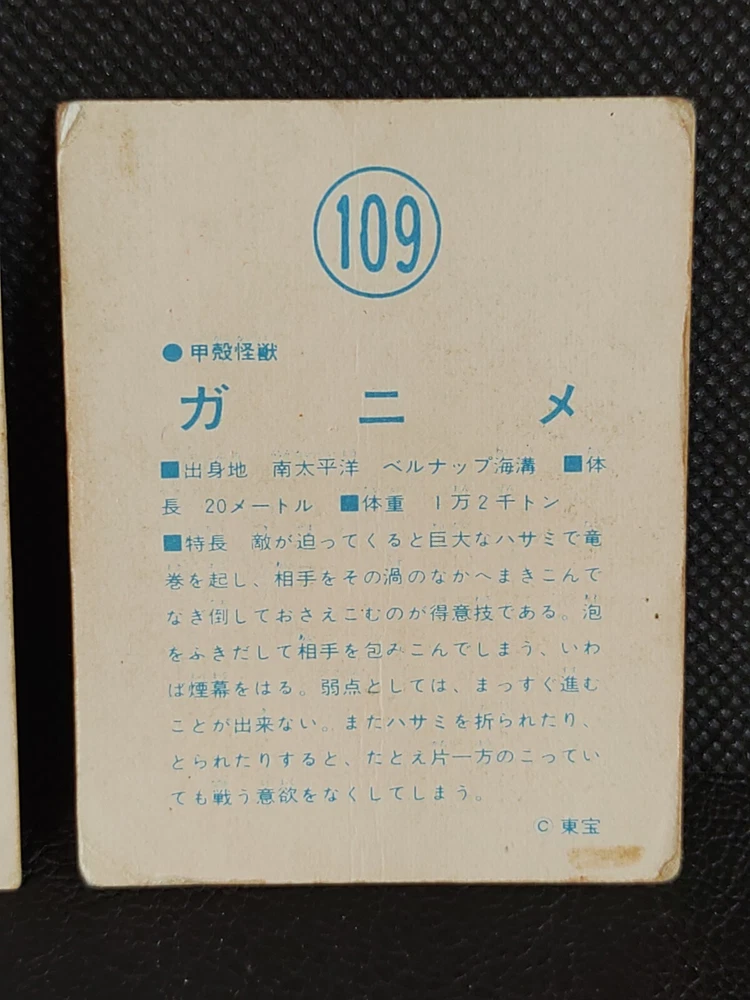 109
●甲殻怪獣
ガニメ
■出身地　南太平洋　ベルナップ海溝　■体
長　20メートル　■体重　1万2千トン
■特長　敵が迫ってくると巨大なハサミで竜
巻を起し、相手をその渦のなかへまきこんで
なぎ倒しておさえこむのが得意技である。泡
をふきだして相手を包みこんでしまう、いわ
ば煙幕をはる。弱点としては、まっすぐ進む
ことが出来ない。またハサミを折られたり、
とられたりすると、たとえ片一方のこってい
ても戦う意欲をなくしてしまう。
© 東宝